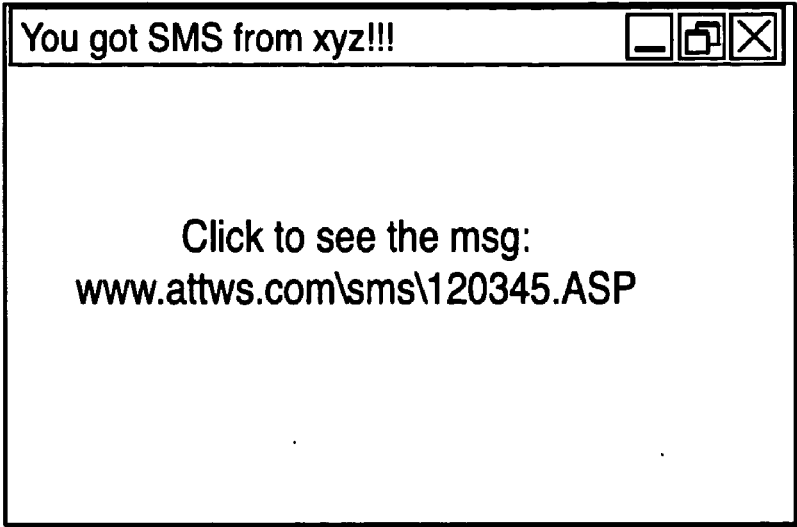 You got SMS from xyz!!!
Click to see the msg:
www.attws.com\sms\120345.ASP